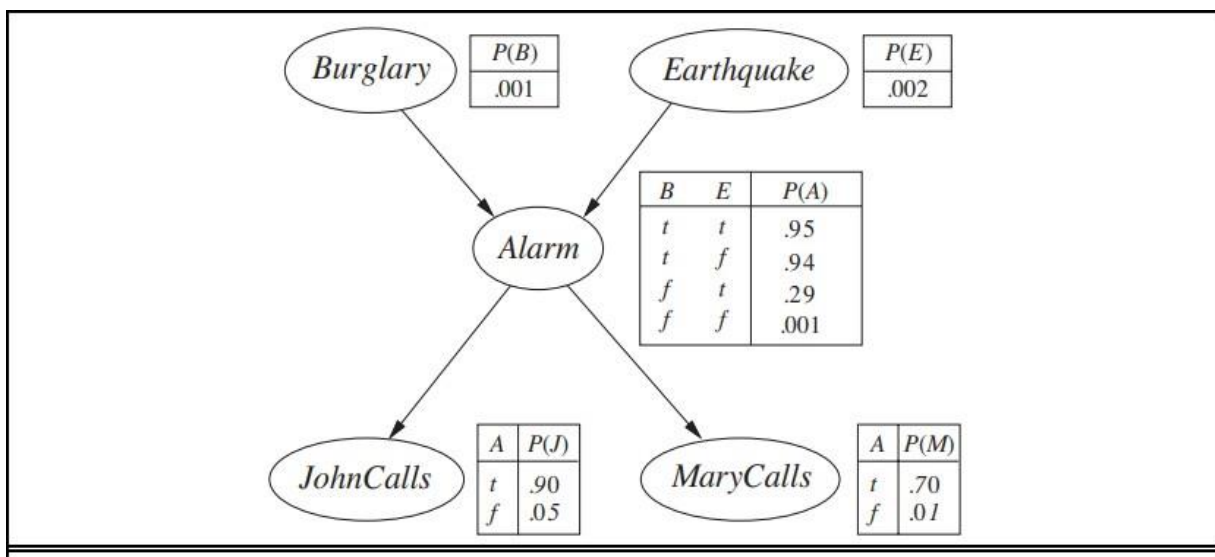 Burglary
P(B)
.001
Earthquake
P(E)
.002
Alarm
B E P(A)
t t .95
t f .94
f t .29
f f .001
JohnCalls
A P(J)
t .90
f .05
MaryCalls
A P(M)
t .70
f .01